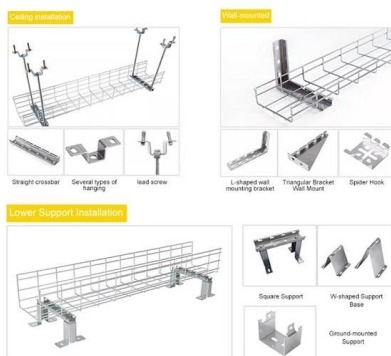 Ceiling Installation
Wall-mounted
Straight crossbar
Several types of
hanging
lead screw
L-shaped wall
mounting bracket
Triangular Bracket
Wall Mount
Spider Hook
Lower Support Installation
Square Support
W-shaped Support
Base
Ground-mounted
Support